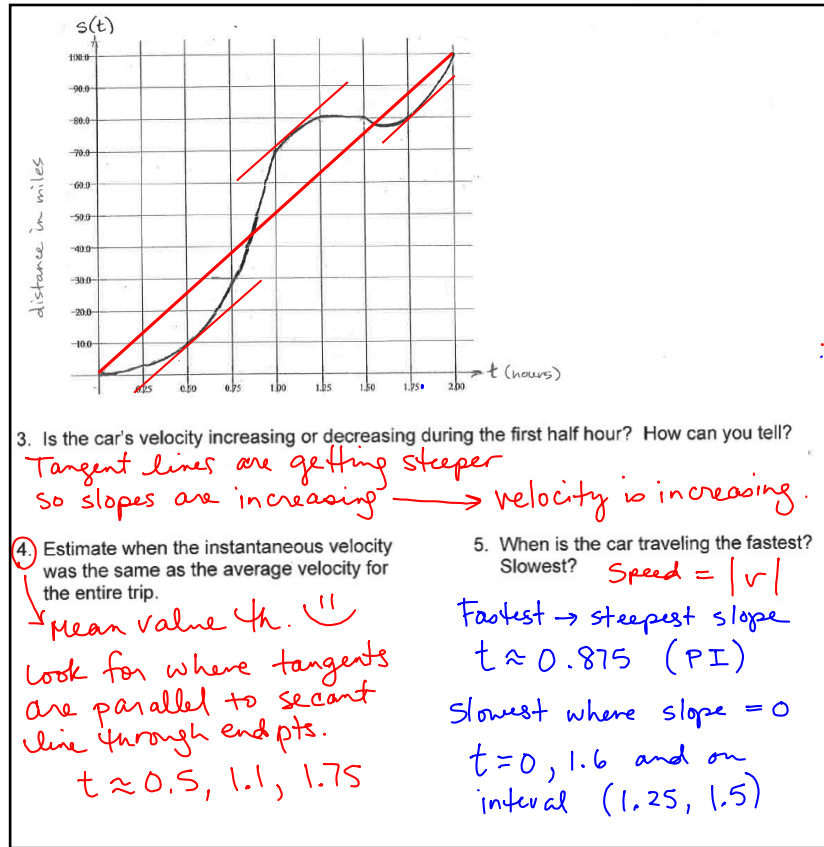 s(t)
100.0
90.0
80.0
70.0
60.0
50.0
40.0
30.0
20.0
10.0
distance in miles
0.25 0.50 0.75 1.00 1.25 1.50 1.75 2.00
t (hours)
3. Is the car's velocity increasing or decreasing during the first half hour? How can you tell?
Tangent lines are getting steeper
so slopes are increasing → velocity is increasing.
4. Estimate when the instantaneous velocity
was the same as the average velocity for
the entire trip.
Mean value th.
Look for where tangents
are parallel to secant
line through end pts.
t ≈ 0.5, 1.1, 1.75
5. When is the car traveling the fastest?
Slowest? Speed = |v|
Fastest → steepest slope
t ≈ 0.875 (PI)
Slowest where slope = 0
t = 0, 1.6 and on
interval (1.25, 1.5)